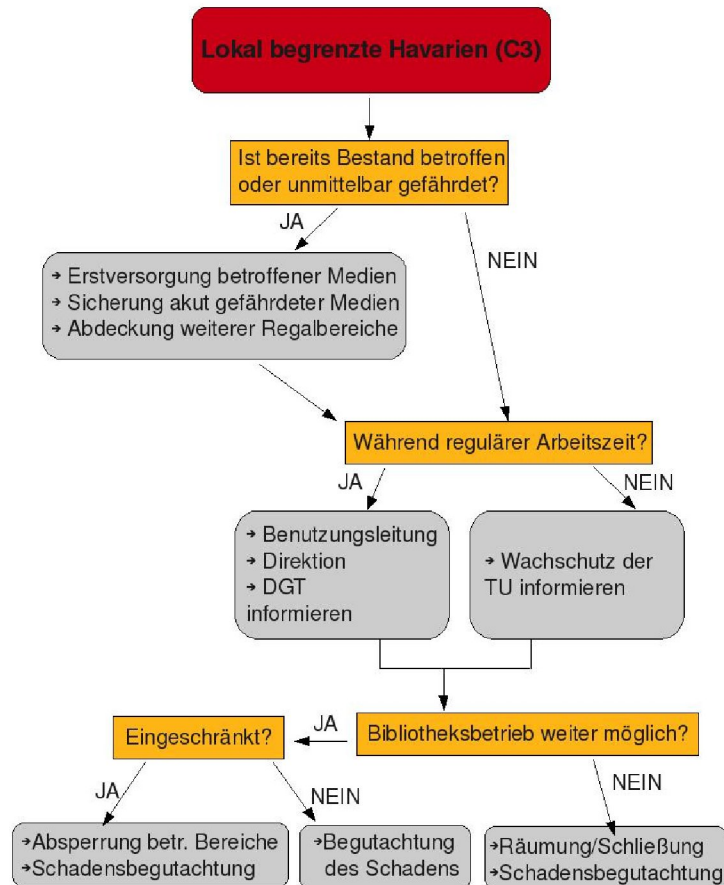 Lokal begrenzte Havarien (C3)
Ist bereits Bestand betroffen
oder unmittelbar gefährdet?
JA
NEIN
➔ Erstversorgung betroffener Medien
➔ Sicherung akut gefährdeter Medien
➔ Abdeckung weiterer Regalbereiche
Während regulärer Arbeitszeit?
JA
NEIN
➔ Benutzungsleitung
➔ Direktion
➔ DGT
informieren
➔ Wachschutz der
TU informieren
Bibliotheksbetrieb weiter möglich?
JA
Eingeschränkt?
NEIN
JA
NEIN
➔Absperrung betr. Bereiche
➔Schadensbegutachtung
➔Begutachtung
des Schadens
➔Räumung/Schließung
➔Schadensbegutachtung